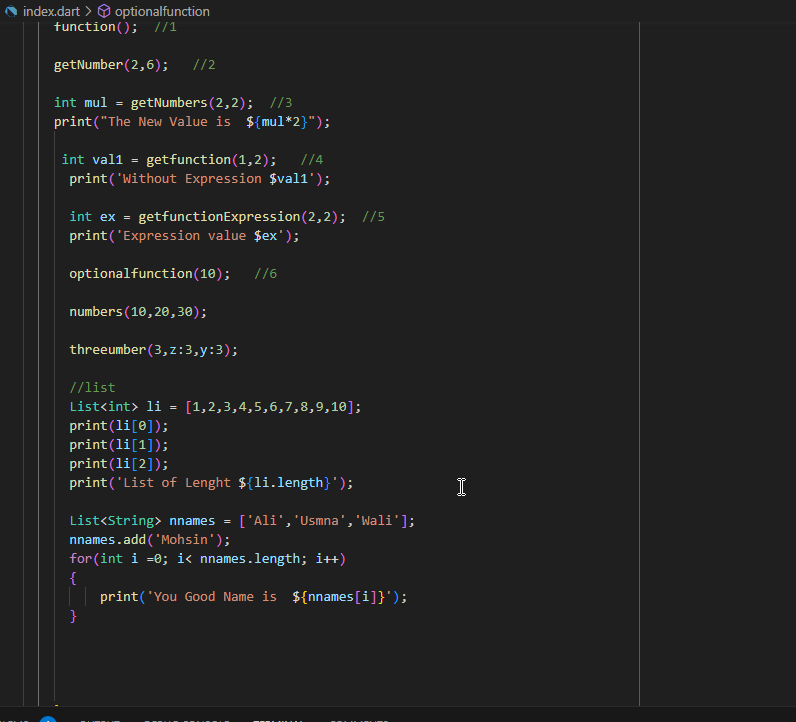 index.dart > optionalfunction
function();  //1
getNumber(2,6);   //2
int mul = getNumbers(2,2);  //3
print("The New Value is  ${mul*2}");
int val1 = getfunction(1,2);   //4
print('Without Expression $val1');
int ex = getfunctionExpression(2,2);  //5
print('Expression value $ex');
optionalfunction(10);   //6
numbers(10,20,30);
threeumber(3,z:3,y:3);
//list
List<int> li = [1,2,3,4,5,6,7,8,9,10];
print(li[0]);
print(li[1]);
print(li[2]);
print('List of Lenght ${li.length}');
List<String> nnames = ['Ali','Usmna','Wali'];
nnames.add('Mohsin');
for(int i =0; i< nnames.length; i++)
{
print('You Good Name is  ${nnames[i]}');
}